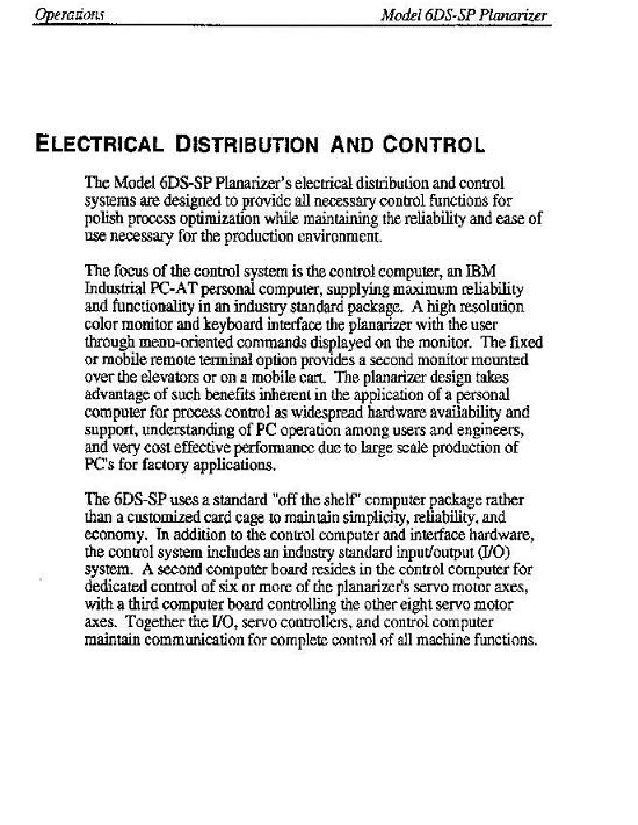 Operations Model 6DS-SP Planarizer
ELECTRICAL DISTRIBUTION AND CONTROL
The Model 6DS-SP Planarizer's electrical distribution and control
systems are designed to provide all necessary control functions for
polish process optimization while maintaining the reliability and ease of
use necessary for the production environment.
The focus of the control system is the control computer, an IBM
Industrial PC-AT personal computer, supplying maximum reliability
and functionality in an industry standard package. A high resolution
color monitor and keyboard interface the planarizer with the user
through menu-oriented commands displayed on the monitor. The fixed
or mobile remote terminal option provides a second monitor mounted
over the elevators or on a mobile cart. The planarizer design takes
advantage of such benefits inherent in the application of a personal
computer for process control as widespread hardware availability and
support, understanding of PC operation among users and engineers,
and very cost effective performance due to large scale production of
PC's for factory applications.
The 6DS-SP uses a standard "off the shelf" computer package rather
than a customized card cage to maintain simplicity, reliability, and
economy. In addition to the control computer and interface hardware,
the control system includes an industry standard input/output (I/O)
system. A second computer board resides in the control computer for
dedicated control of six or more of the planarizer's servo motor axes,
with a third computer board controlling the other eight servo motor
axes. Together the I/O, servo controllers, and control computer
maintain communication for complete control of all machine functions.